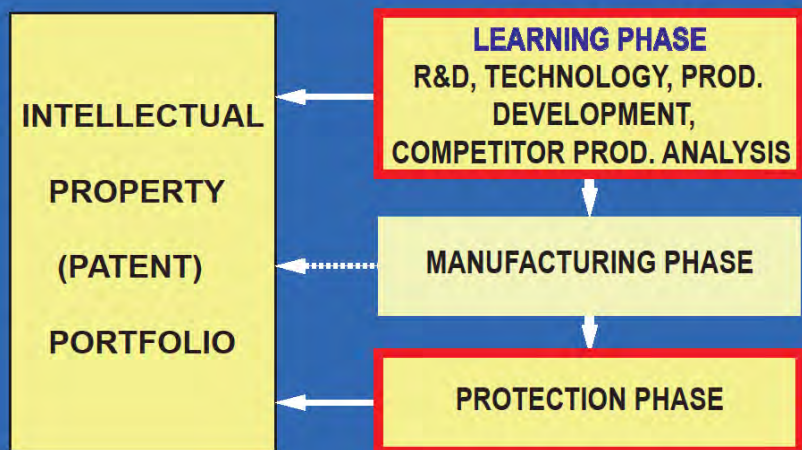 INTELLECTUAL
PROPERTY
(PATENT)
PORTFOLIO
LEARNING PHASE
R&D, TECHNOLOGY, PROD.
DEVELOPMENT,
COMPETITOR PROD. ANALYSIS
MANUFACTURING PHASE
PROTECTION PHASE